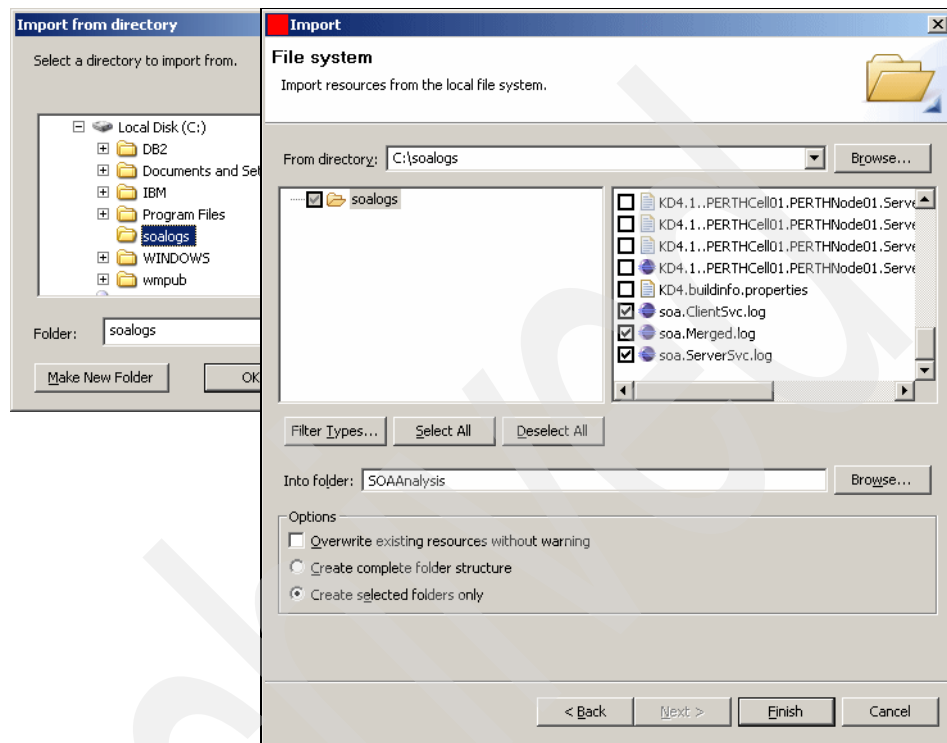 Import from directory
Select a directory to import from.
Local Disk (C:)
DB2
Documents and Set
IBM
Program Files
soalogs
WINDOWS
wmpub
Folder: soalogs
Make New Folder
OK
Import
File system
Import resources from the local file system.
From directory: C:\soalogs
Browse...
soalogs
KD4.1..PERTHCell01.PERTHNode01.Serve
KD4.1..PERTHCell01.PERTHNode01.Serve
KD4.1..PERTHCell01.PERTHNode01.Serve
KD4.1..PERTHCell01.PERTHNode01.Serve
KD4.buildinfo.properties
soa.ClientSvc.log
soa.Merged.log
soa.ServerSvc.log
Filter Types...
Select All
Deselect All
Into folder: SOAAnalysis
Browse...
Options
Overwrite existing resources without warning
Create complete folder structure
Create selected folders only
< Back
Next >
Finish
Cancel